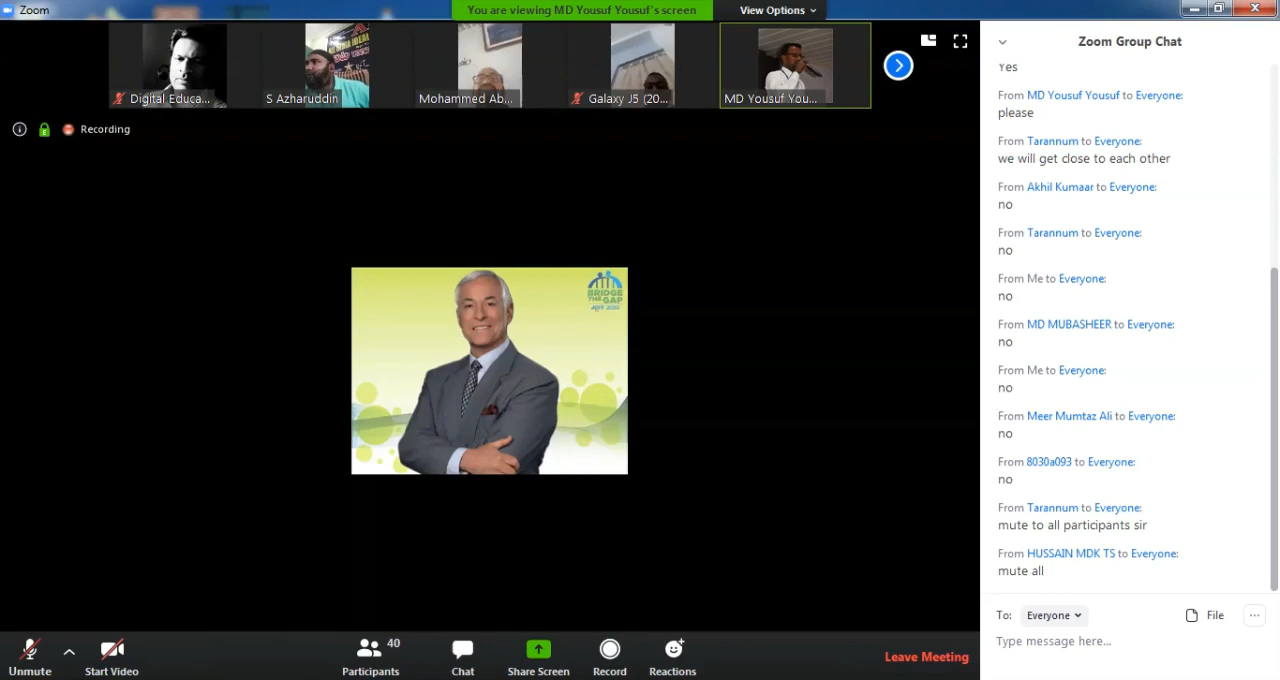 Zoom
You are viewing MD Yousuf Yousuf's screen
View Options
Digital Educa...
S Azharuddin
Mohammed Ab...
Galaxy J5 (20...
MD Yousuf You...
Recording
BRIDGE
THE GAP
Zoom Group Chat
Yes
From MD Yousuf Yousuf to Everyone:
please
From Tarannum to Everyone:
we will get close to each other
From Akhil Kumaar to Everyone:
no
From Tarannum to Everyone:
no
From Me to Everyone:
no
From MD MUBASHEER to Everyone:
no
From Me to Everyone:
no
From Meer Mumtaz Ali to Everyone:
no
From 8030a093 to Everyone:
no
From Tarannum to Everyone:
mute to all participants sir
From HUSSAIN MDK TS to Everyone:
mute all
To: Everyone
File
Type message here...
Unmute
Start Video
40
Participants
Chat
Share Screen
Record
Reactions
Leave Meeting